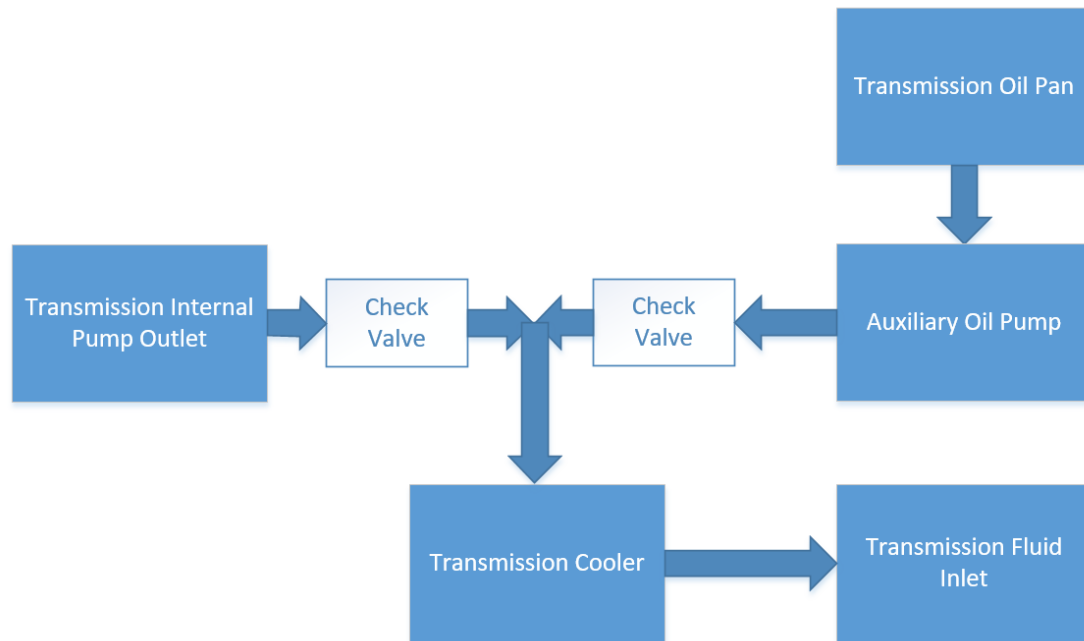 Transmission Oil Pan
Transmission Internal
Pump Outlet
Check
Valve
Check
Valve
Auxiliary Oil Pump
Transmission Cooler
Transmission Fluid
Inlet